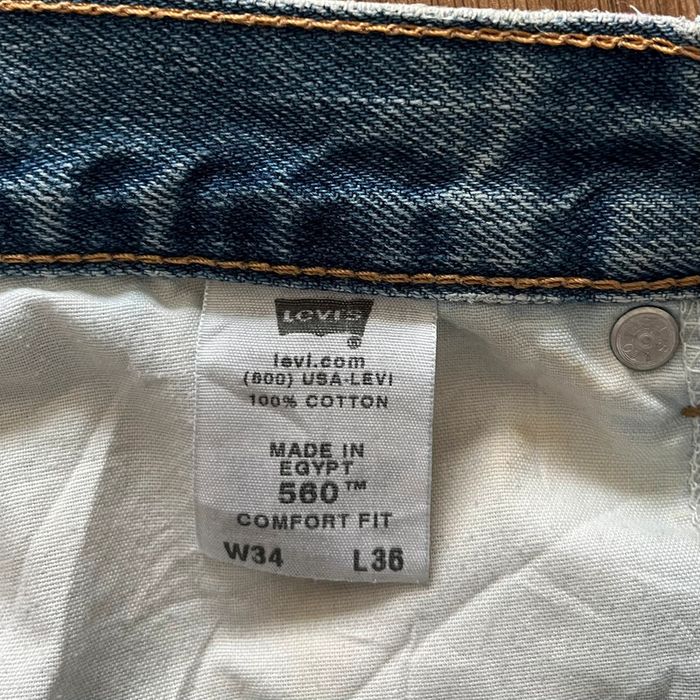 LEVI'S
®
levi.com
(800) USA-LEVI
100% COTTON
MADE IN
EGYPT
560™
COMFORT FIT
W34 L36